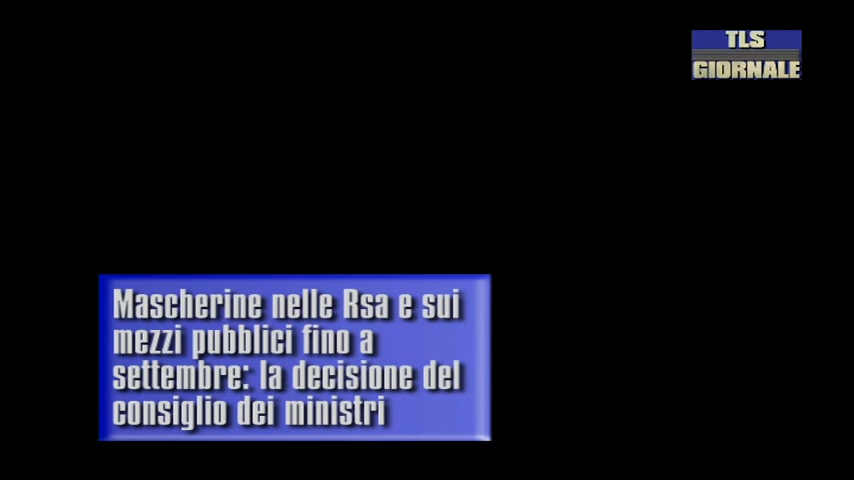 TLS
GIORNALE
Mascherine nelle Rsa e sui
mezzi pubblici fino a
settembre: la decisione del
consiglio dei ministri